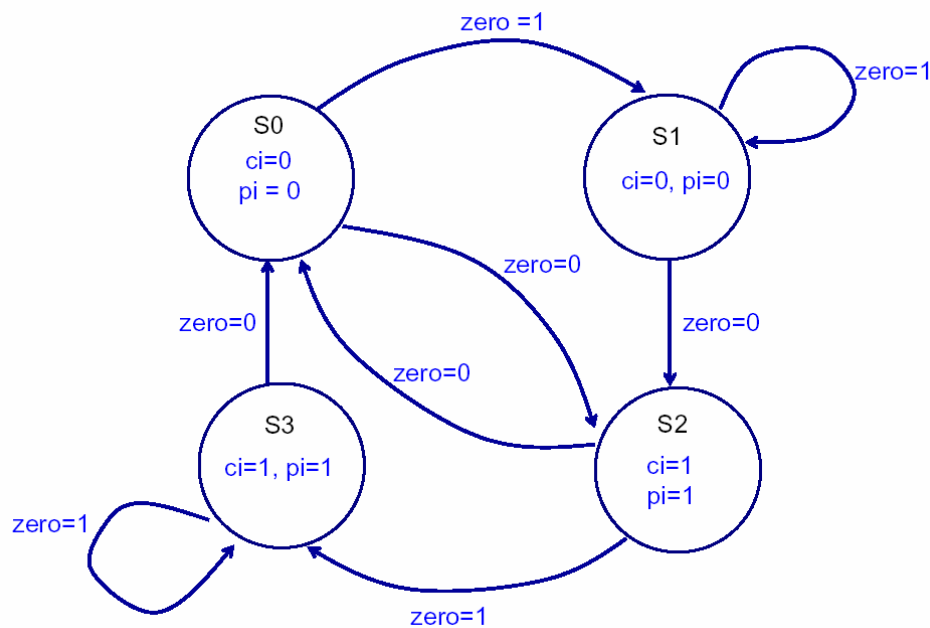 zero =1
zero=1
S0
ci=0
pi = 0
S1
ci=0, pi=0
zero=0
zero=0
zero=0
zero=0
S3
ci=1, pi=1
S2
ci=1
pi=1
zero=1
zero=1